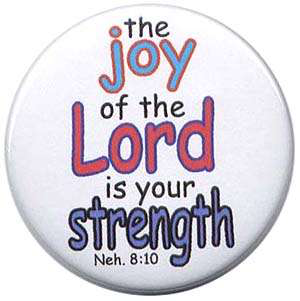 the
joy
of the
Lord
is your
strength
Neh. 8:10